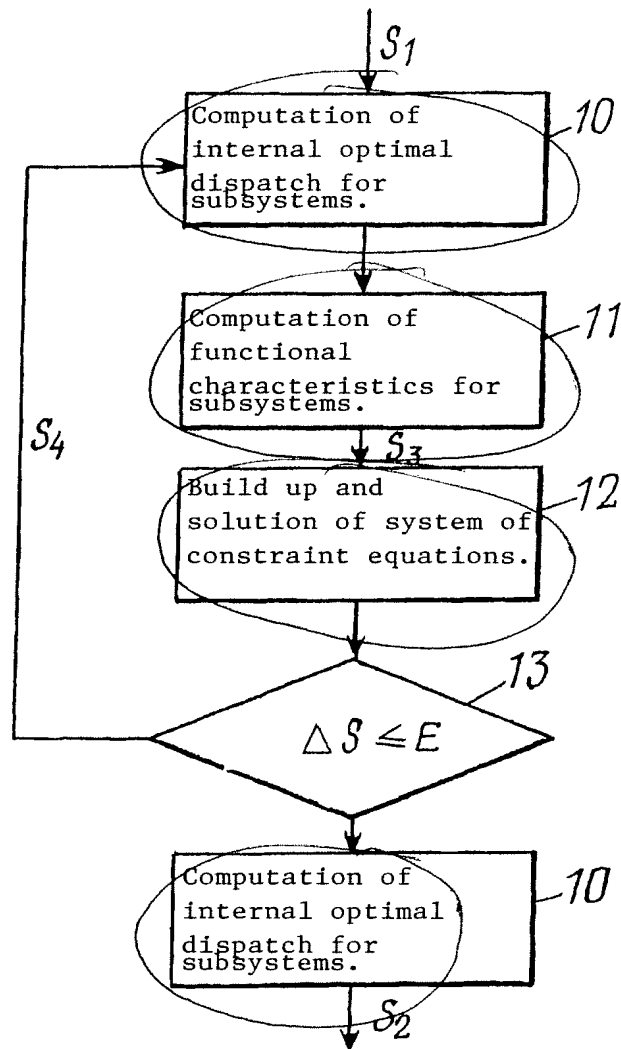 S1
Computation of
internal optimal
dispatch for
subsystems.
10
Computation of
functional
characteristics for
subsystems.
11
S4
S3
Build up and
solution of system of
constraint equations.
12
13
△ S ≤ E
Computation of
internal optimal
dispatch for
subsystems.
10
S2